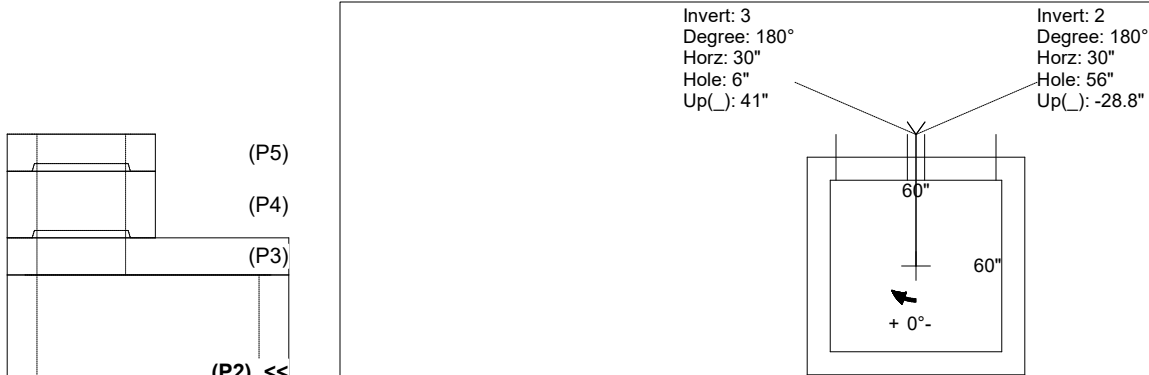 Invert: 3
Degree: 180°
Horz: 30"
Hole: 6"
Up(_): 41"
Invert: 2
Degree: 180°
Horz: 30"
Hole: 56"
Up(_): -28.8"
(P5)
(P4)
(P3)
(P2) <<
60"
60"
+ 0°-